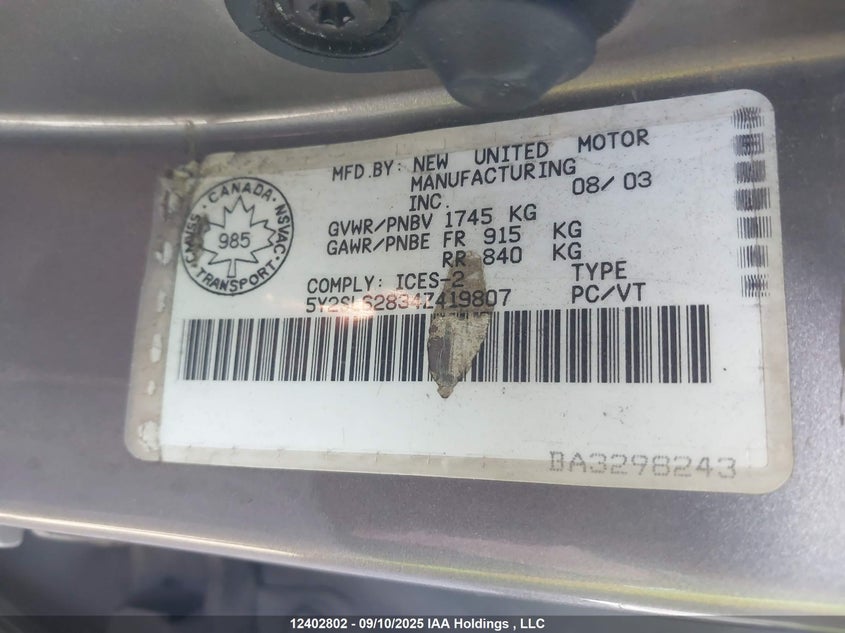 MFD.BY: NEW UNITED MOTOR
MANUFACTURING
INC. 08/03
GVWR/PNBV 1745 KG
GAWR/PNBE FR 915 KG
RR 840 KG
COMPLY: ICES-2 TYPE
5Y2SL62834Z419807 PC/VT
CMVSS · CANADA · NSVAC
985
TRANSPORT
BA3298243
12402802 - 09/10/2025 IAA Holdings , LLC